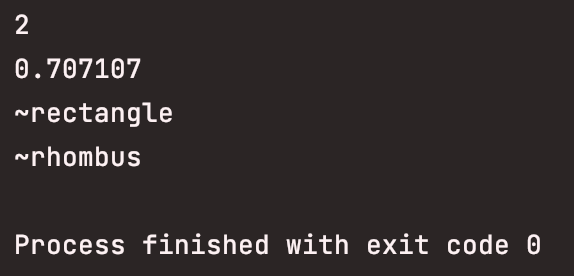 2
0.707107
~rectangle
~rhombus
Process finished with exit code 0